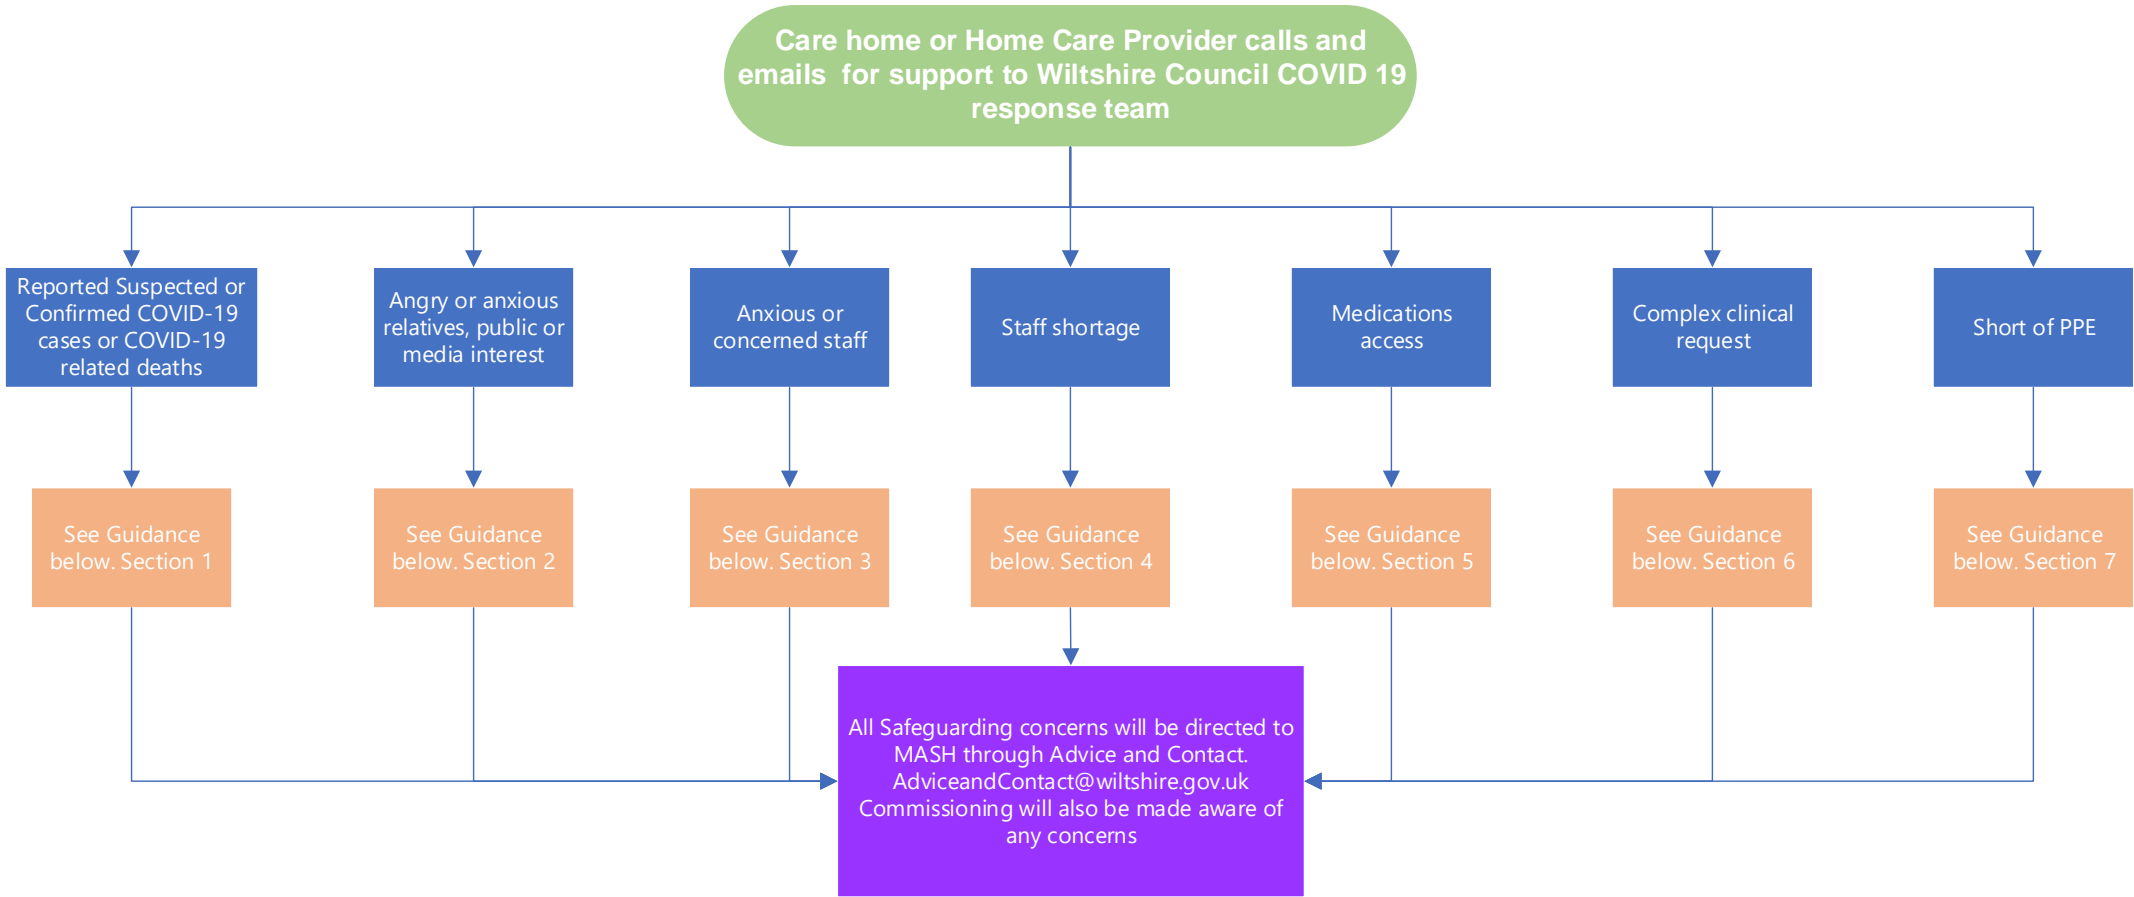 Care home or Home Care Provider calls and
emails  for support to Wiltshire Council COVID 19
response team
Reported Suspected or
Confirmed COVID-19
cases or COVID-19
related deaths
Angry or anxious
relatives, public or
media interest
Anxious or
concerned staff
Staff shortage
Medications
access
Complex clinical
request
Short of PPE
See Guidance
below. Section 1
See Guidance
below. Section 2
See Guidance
below. Section 3
See Guidance
below. Section 4
See Guidance
below. Section 5
See Guidance
below. Section 6
See Guidance
below. Section 7
All Safeguarding concerns will be directed to
MASH through Advice and Contact.
AdviceandContact@wiltshire.gov.uk
Commissioning will also be made aware of
any concerns